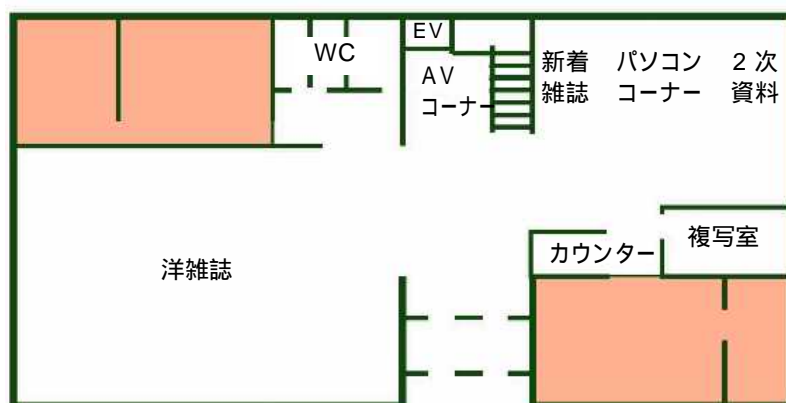 EV
WC
AV
コーナー
新着 パソコン 2次
雑誌 コーナー 資料
洋雑誌
カウンター
複写室